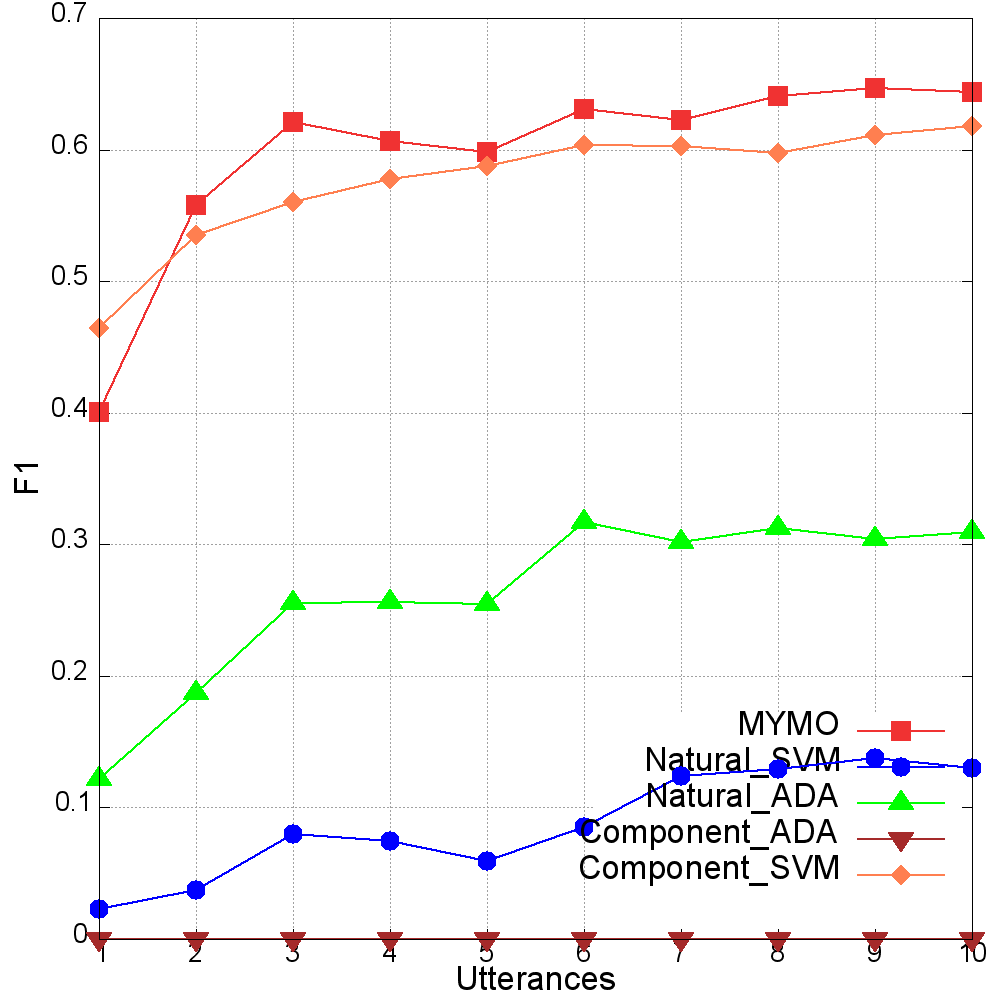 0.7
0.6
0.5
0.4
0.3
0.2
0.1
0
F1
MYMO
Natural_SVM
Natural_ADA
Component_ADA
Component_SVM
1 2 3 4 5 6 7 8 9 10
Utterances